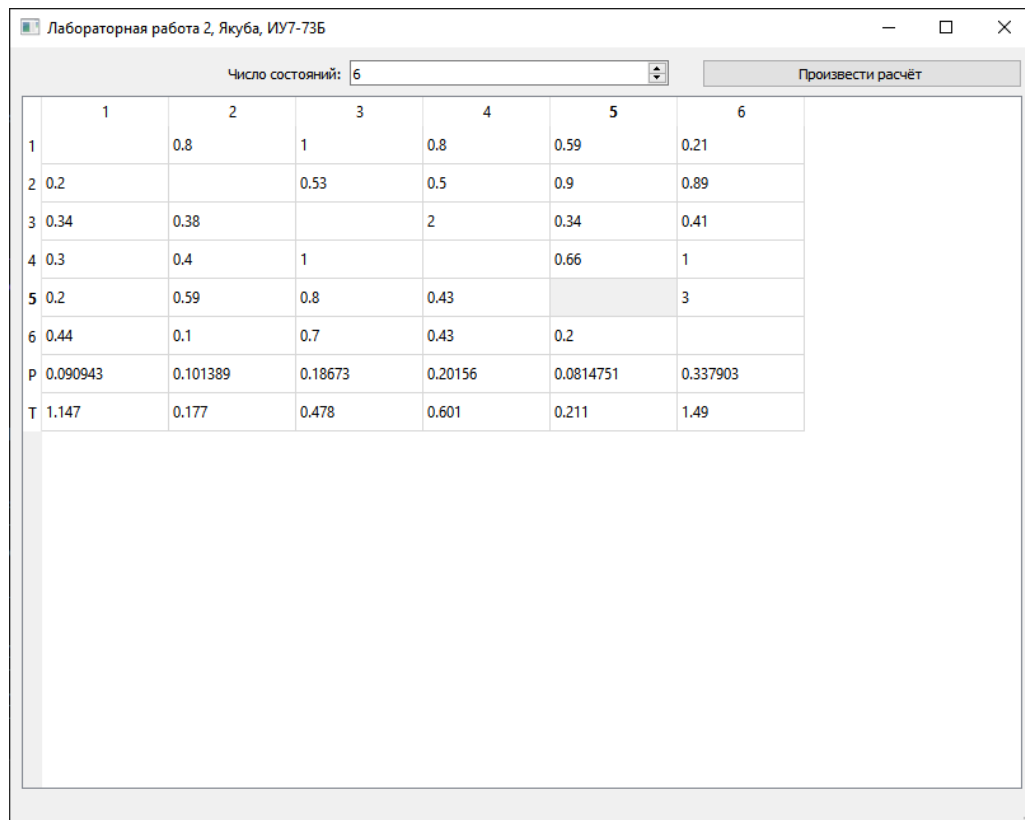 Лабораторная работа 2, Якуба, ИУ7-73Б
Число состояний: 6 Произвести расчёт
1 2 3 4 5 6
1 0.8 1 0.8 0.59 0.21
2 0.2 0.53 0.5 0.9 0.89
3 0.34 0.38 2 0.34 0.41
4 0.3 0.4 1 0.66 1
5 0.2 0.59 0.8 0.43 3
6 0.44 0.1 0.7 0.43 0.2
P 0.090943 0.101389 0.18673 0.20156 0.0814751 0.337903
T 1.147 0.177 0.478 0.601 0.211 1.49